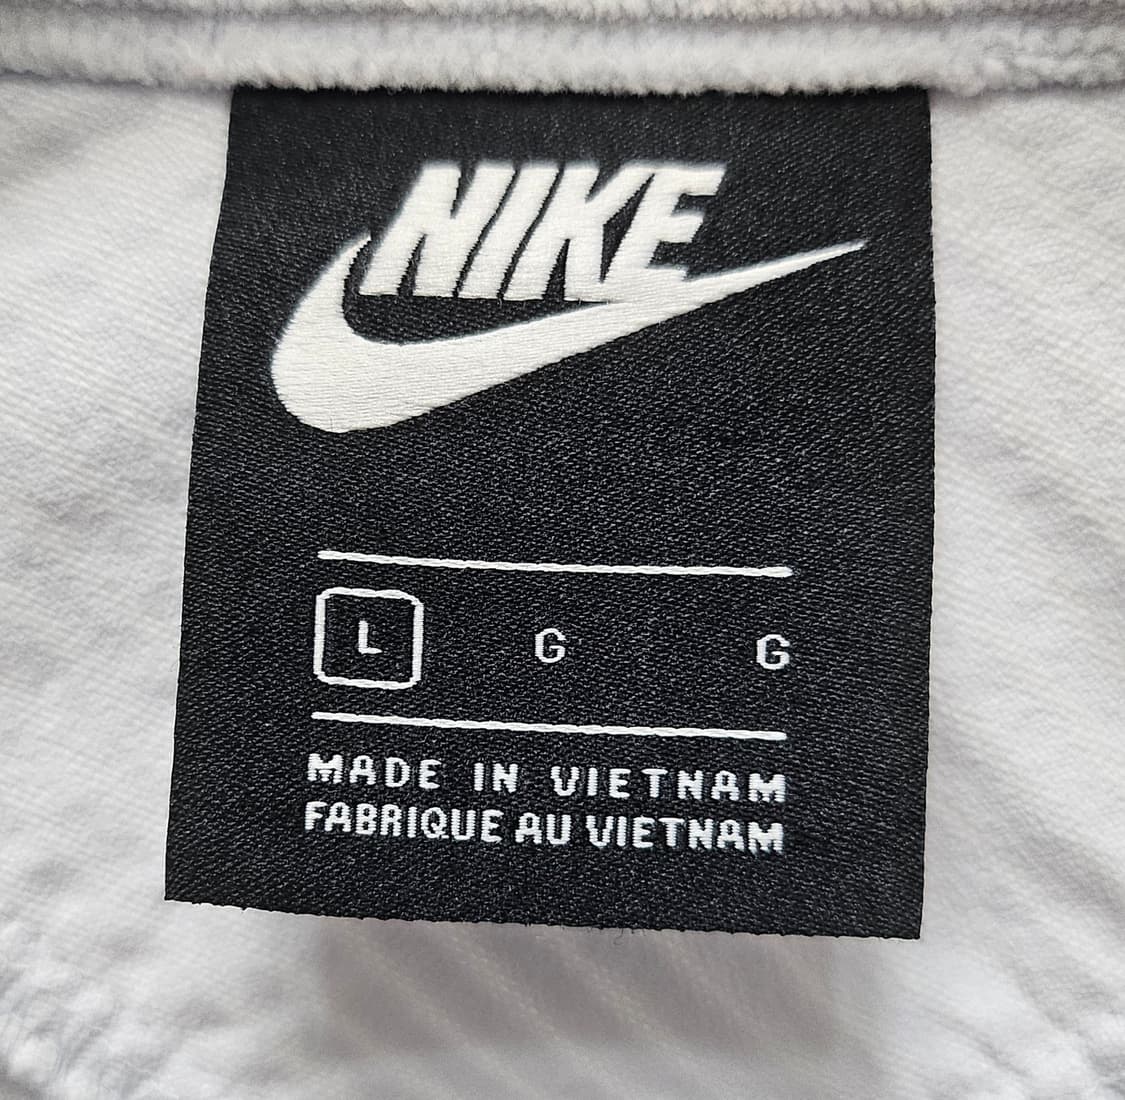 NIKE
L G G
MADE IN VIETNAM
FABRIQUE AU VIETNAM